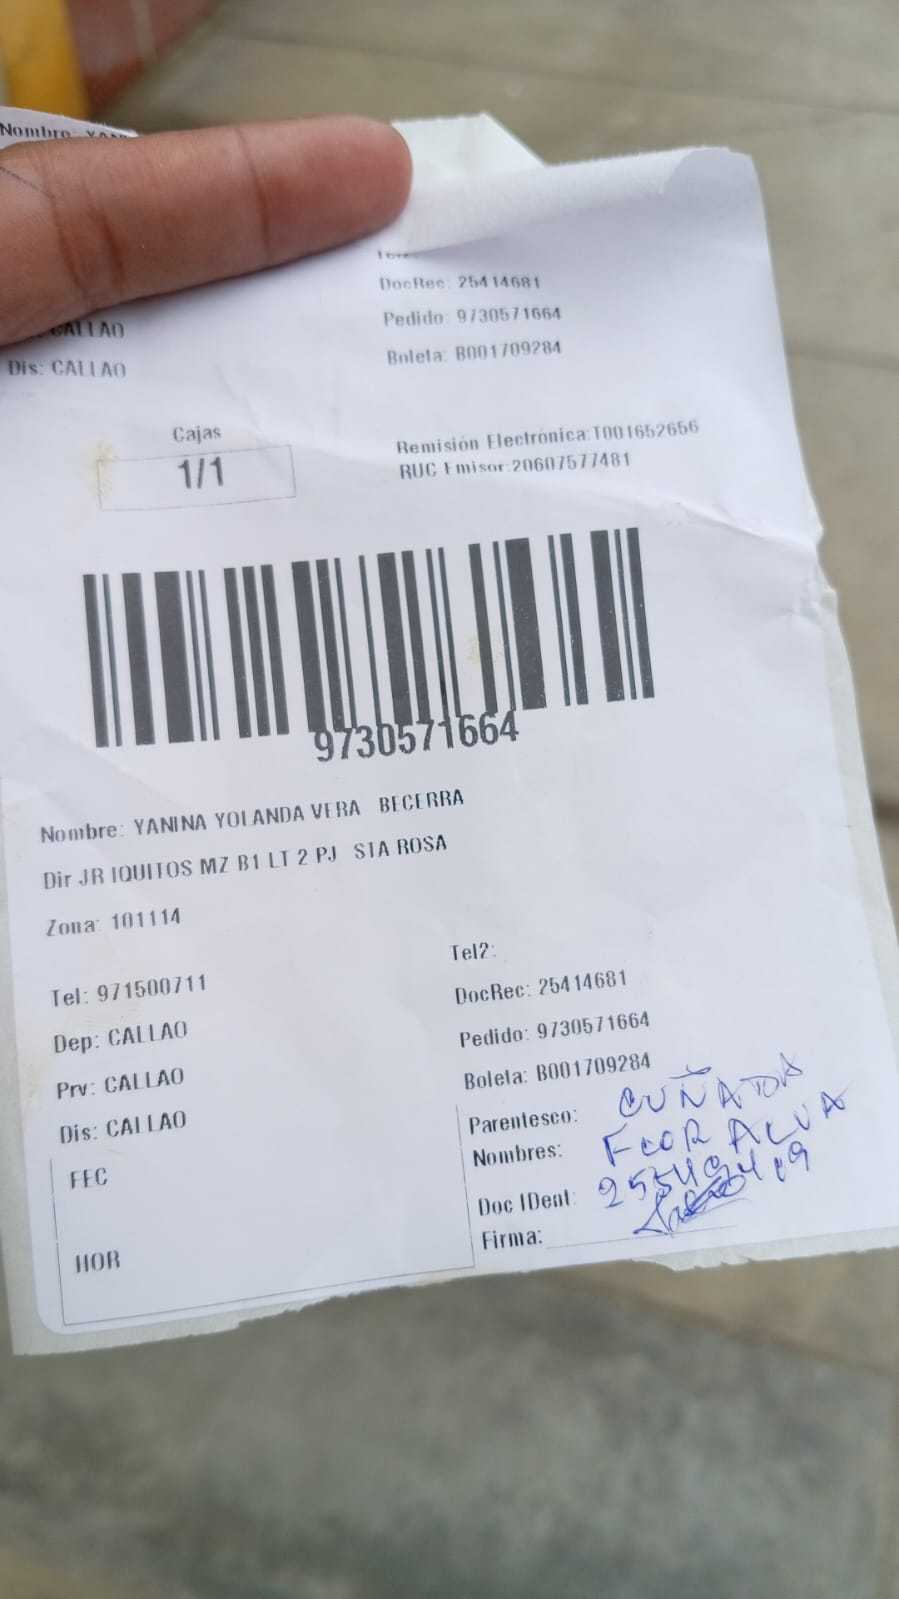 Nombre: YAN
DocRec: 25414681
CALLAO
Pedido: 9730571664
Dis: CALLAO
Boleta: B001709284
Cajas
1/1
Remisión Electrónica:T001652656
RUC Emisor:20607577481
9730571664
Nombre: YANINA YOLANDA VERA BECERRA
Dir JR IQUITOS MZ B1 LT 2 PJ STA ROSA
Zona: 101114
Tel2:
Tel: 971500711
DocRec: 25414681
Dep: CALLAO
Pedido: 9730571664
Prv: CALLAO
Boleta: B001709284
Dis: CALLAO
Parentesco: CUÑADA
Nombres: FLOR ALVA
FEC
Doc IDent:
Firma:
HOR